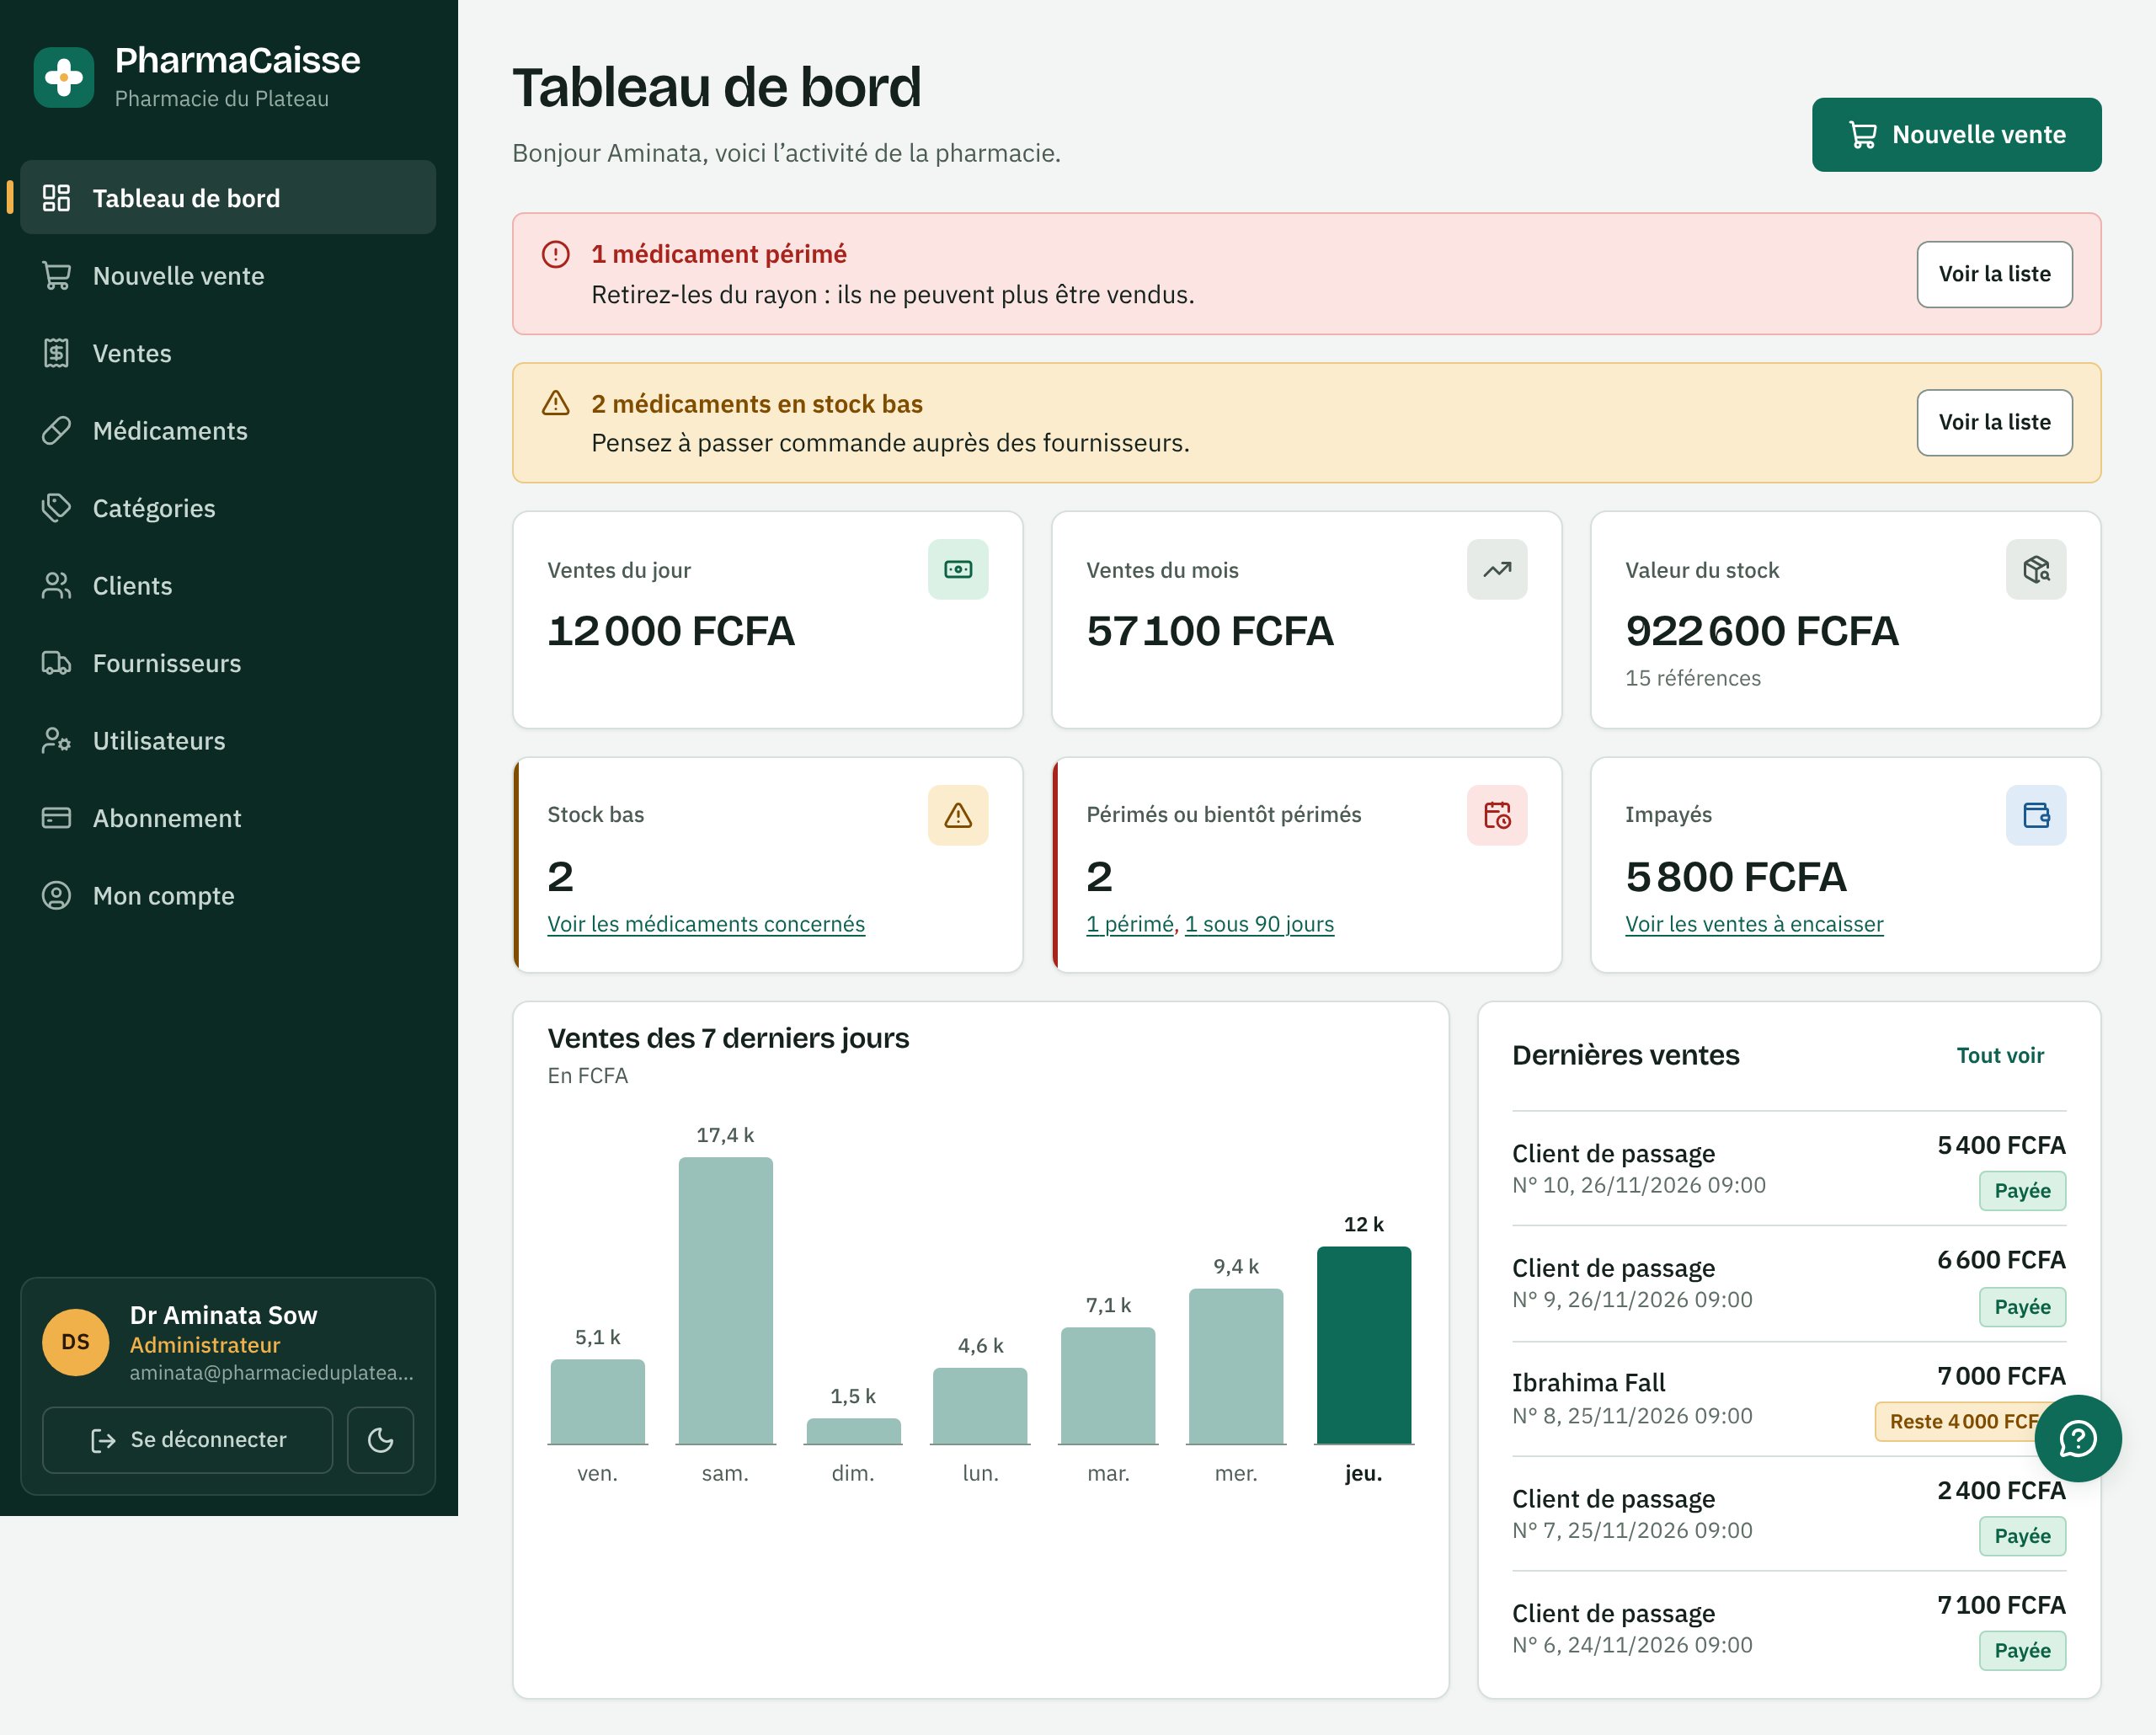 PharmaCaisse
Pharmacie du Plateau
Tableau de bord
Nouvelle vente
Ventes
Médicaments
Catégories
Clients
Fournisseurs
Utilisateurs
Abonnement
Mon compte
DS
Dr Aminata Sow
Administrateur
aminata@pharmacieduplatea...
Se déconnecter
Tableau de bord
Bonjour Aminata, voici l’activité de la pharmacie.
Nouvelle vente
1 médicament périmé
Retirez-les du rayon : ils ne peuvent plus être vendus.
Voir la liste
2 médicaments en stock bas
Pensez à passer commande auprès des fournisseurs.
Voir la liste
Ventes du jour
12 000 FCFA
Ventes du mois
57 100 FCFA
Valeur du stock
922 600 FCFA
15 références
Stock bas
2
Voir les médicaments concernés
Périmés ou bientôt périmés
2
1 périmé, 1 sous 90 jours
Impayés
5 800 FCFA
Voir les ventes à encaisser
Ventes des 7 derniers jours
En FCFA
5,1 k
17,4 k
1,5 k
4,6 k
7,1 k
9,4 k
12 k
ven.
sam.
dim.
lun.
mar.
mer.
jeu.
Dernières ventes
Tout voir
Client de passage
5 400 FCFA
N° 10, 26/11/2026 09:00
Payée
Client de passage
6 600 FCFA
N° 9, 26/11/2026 09:00
Payée
Ibrahima Fall
7 000 FCFA
N° 8, 25/11/2026 09:00
Reste 4 000 FCF
Client de passage
2 400 FCFA
N° 7, 25/11/2026 09:00
Payée
Client de passage
7 100 FCFA
N° 6, 24/11/2026 09:00
Payée